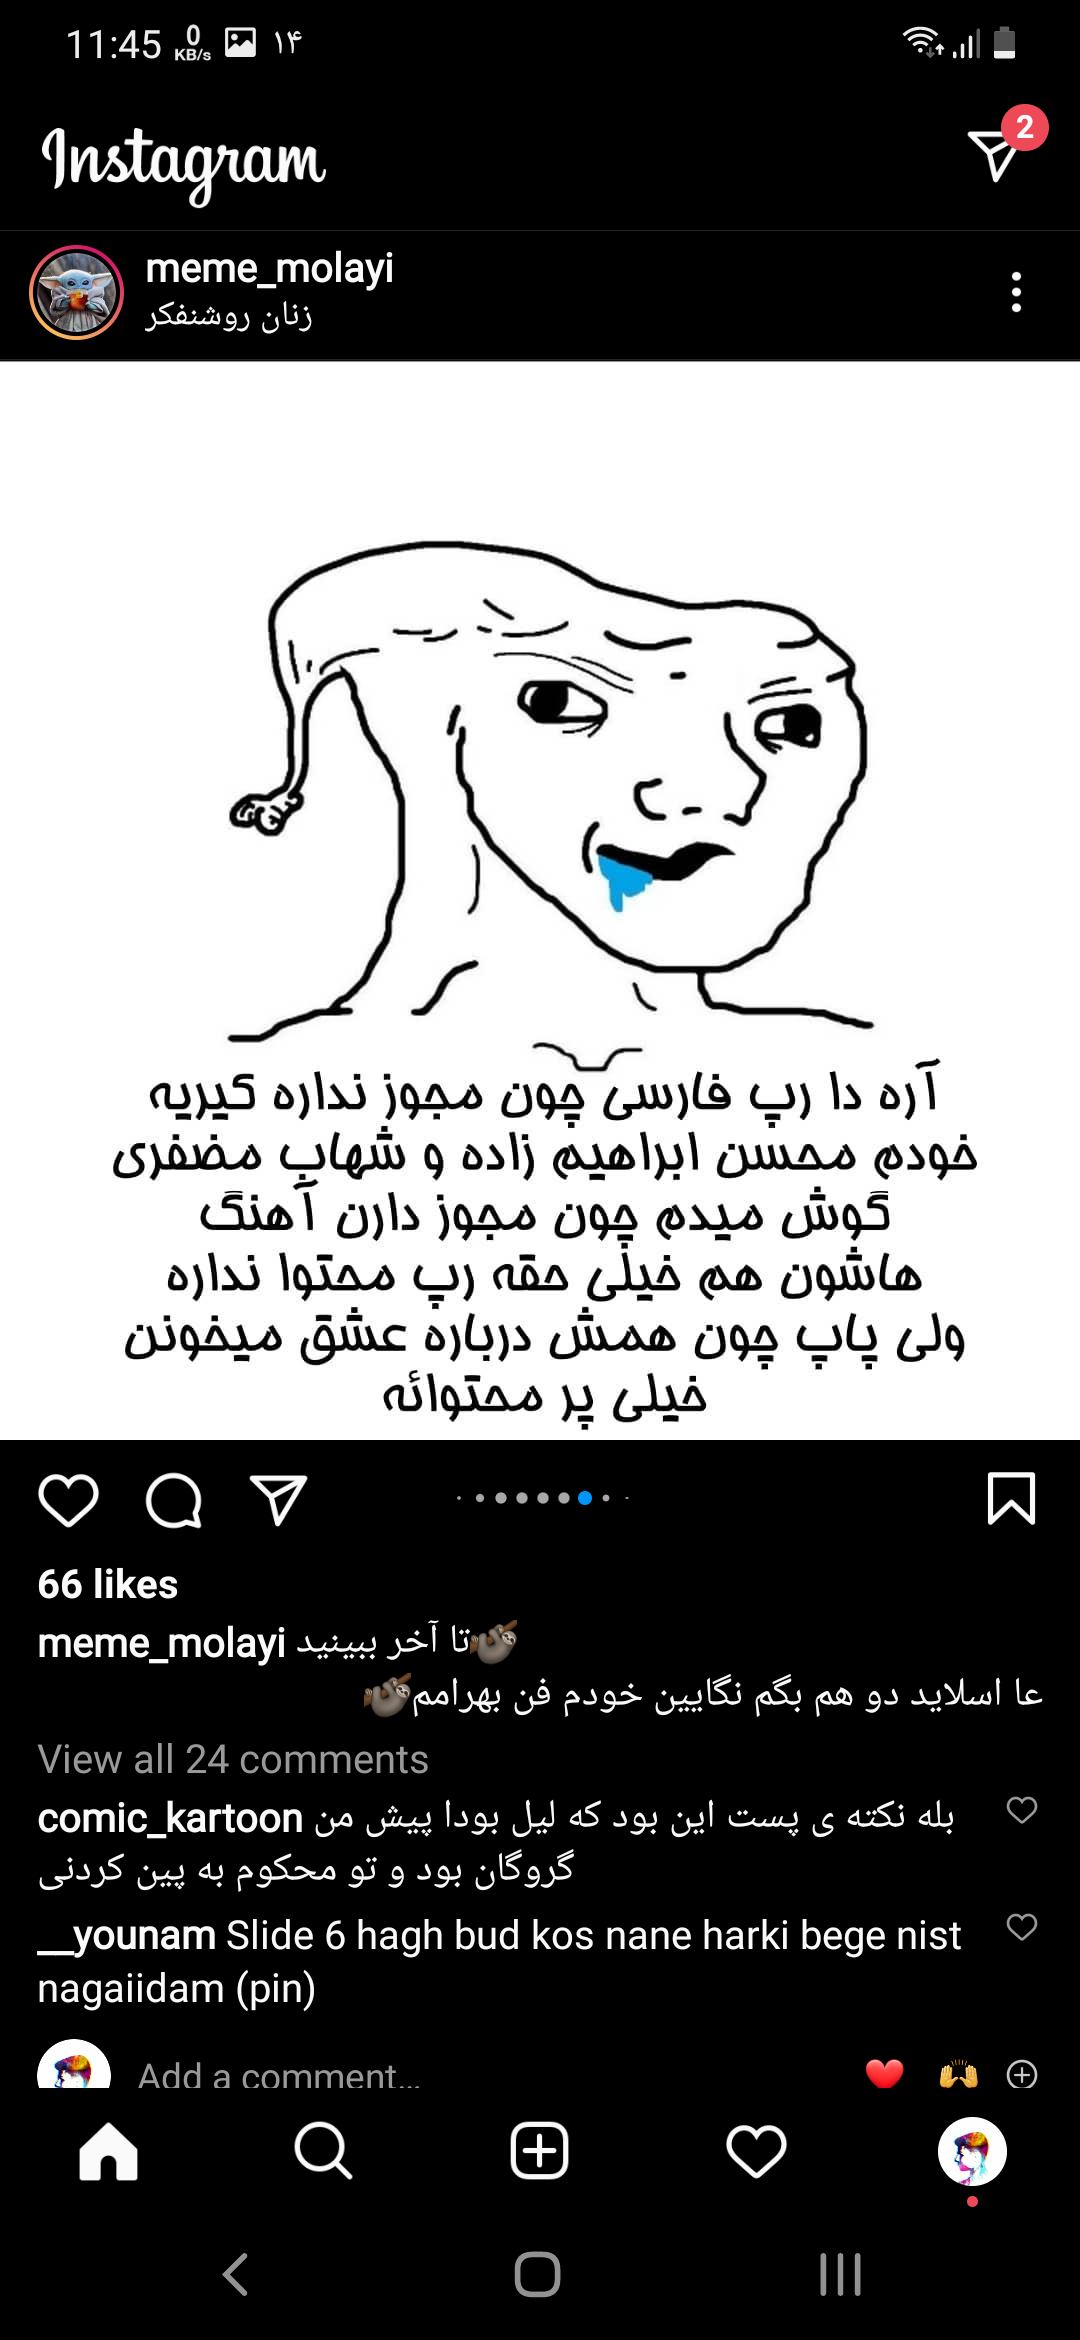 11:45 0 KB/s ۱۴
Instagram 2
meme_molayi
زنان روشنفکر
آره دا رپ فارسی چون مجوز نداره کیریه
خودم محسن ابراهیم زاده و شهاب مضفری
گوش میدم چون مجوز دارن آهنگ
هاشون هم خیلی حقه رپ محتوا نداره
ولی پاپ چون همش درباره عشق میخونن
خیلی پر محتوائه
66 likes
meme_molayi تا آخر ببینید🦥
عا اسلاید دو هم بگم نگایین خودم فن بهرامم🦥
View all 24 comments
comic_kartoon بله نکته ی پست این بود که لیل بودا پیش من
گروگان بود و تو محکوم به پین کردنی
__younam Slide 6 hagh bud kos nane harki bege nist
nagaiidam (pin)
Add a comment...